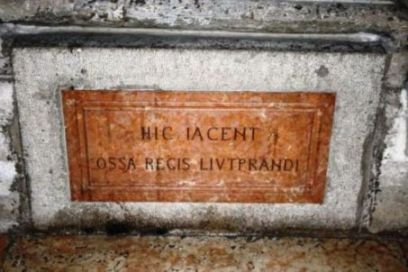 HIC IACENT
OSSA REGIS LIVTPRANDI